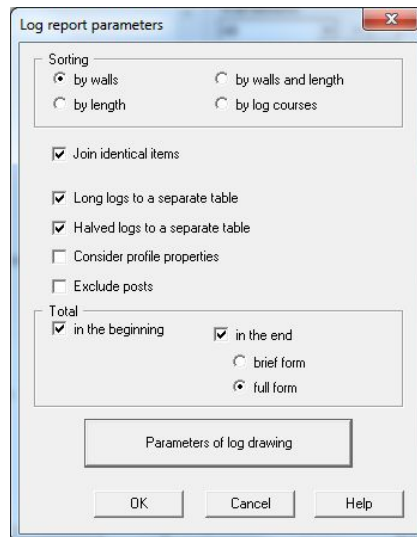 Log report parameters
Sorting
by walls
by walls and length
by length
by log courses
Join identical items
Long logs to a separate table
Halved logs to a separate table
Consider profile properties
Exclude posts
Total
in the beginning
in the end
brief form
full form
Parameters of log drawing
OK Cancel Help